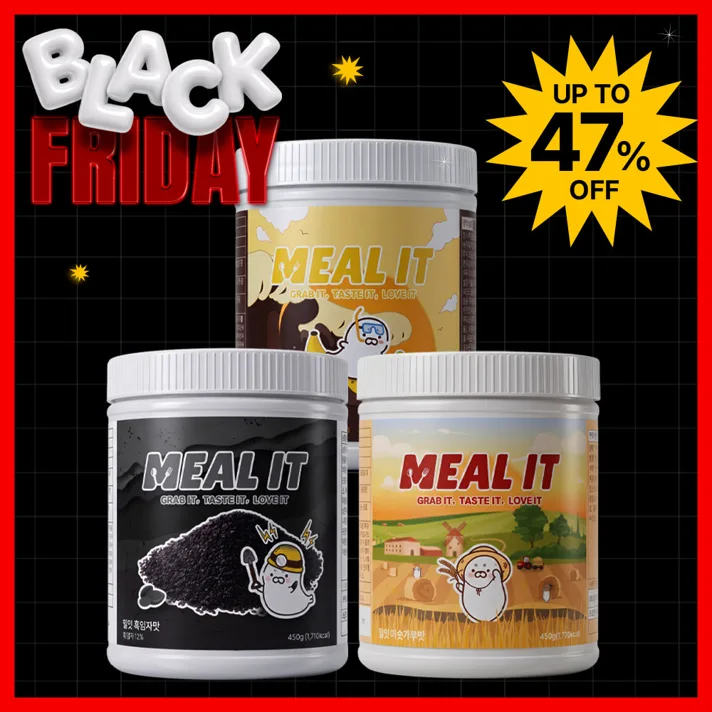 BLACK
FRIDAY
UP TO
47%
OFF
MEAL IT
GRAB IT, TASTE IT, LOVE IT
MEAL IT
GRAB IT, TASTE IT, LOVE IT
밀잇 흑임자맛
450g(1,710kcal)
MEAL IT
GRAB IT, TASTE IT, LOVE IT
밀잇 미숫가루맛
450g(1,710kcal)